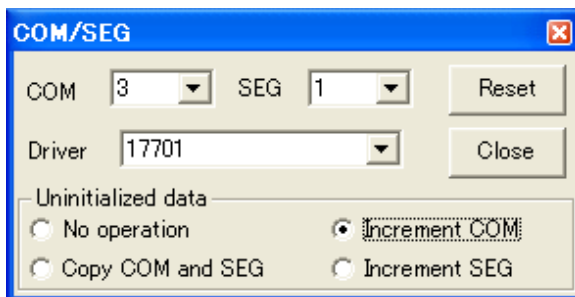 COM/SEG
COM 3 SEG 1 Reset
Driver 17701 Close
Uninitialized data
No operation Increment COM
Copy COM and SEG Increment SEG